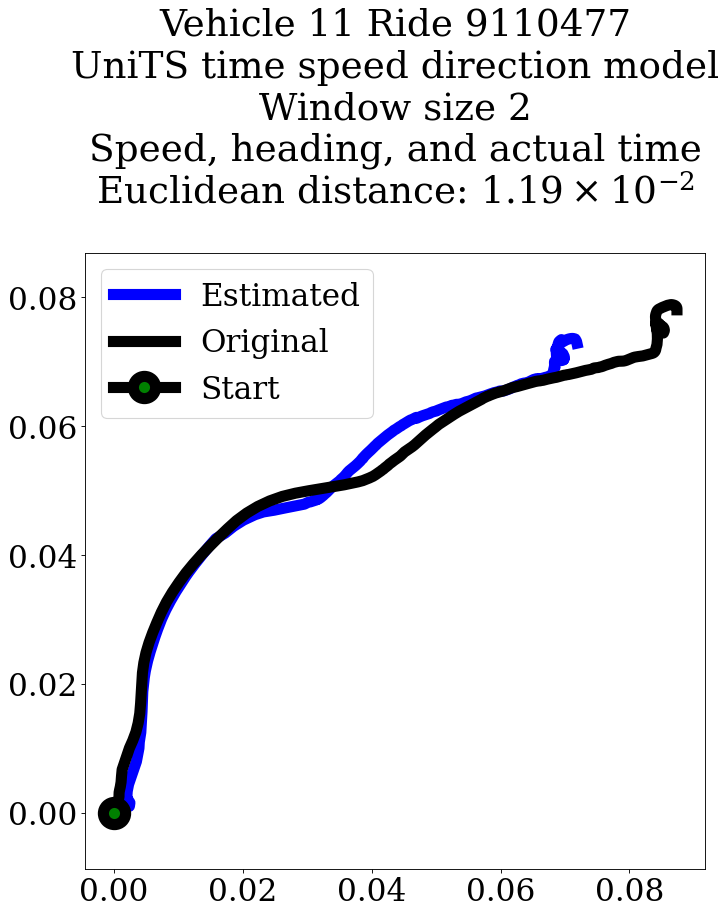 Vehicle 11 Ride 9110477
UniTS time speed direction model
Window size 2
Speed, heading, and actual time
Euclidean distance: 1.19 × 10⁻²
Estimated
Original
Start
0.08
0.06
0.04
0.02
0.00
0.00 0.02 0.04 0.06 0.08